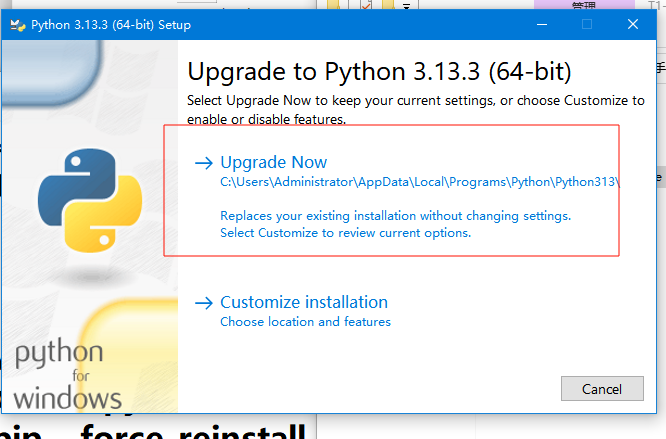 管理
T1-
Python 3.13.3 (64-bit) Setup
Upgrade to Python 3.13.3 (64-bit)
Select Upgrade Now to keep your current settings, or choose Customize to
enable or disable features.
手
Upgrade Now
C:\Users\Administrator\AppData\Local\Programs\Python\Python313\
e
Replaces your existing installation without changing settings.
Select Customize to review current options.
Customize installation
Choose location and features
python
for
windows
Cancel
force reinstall